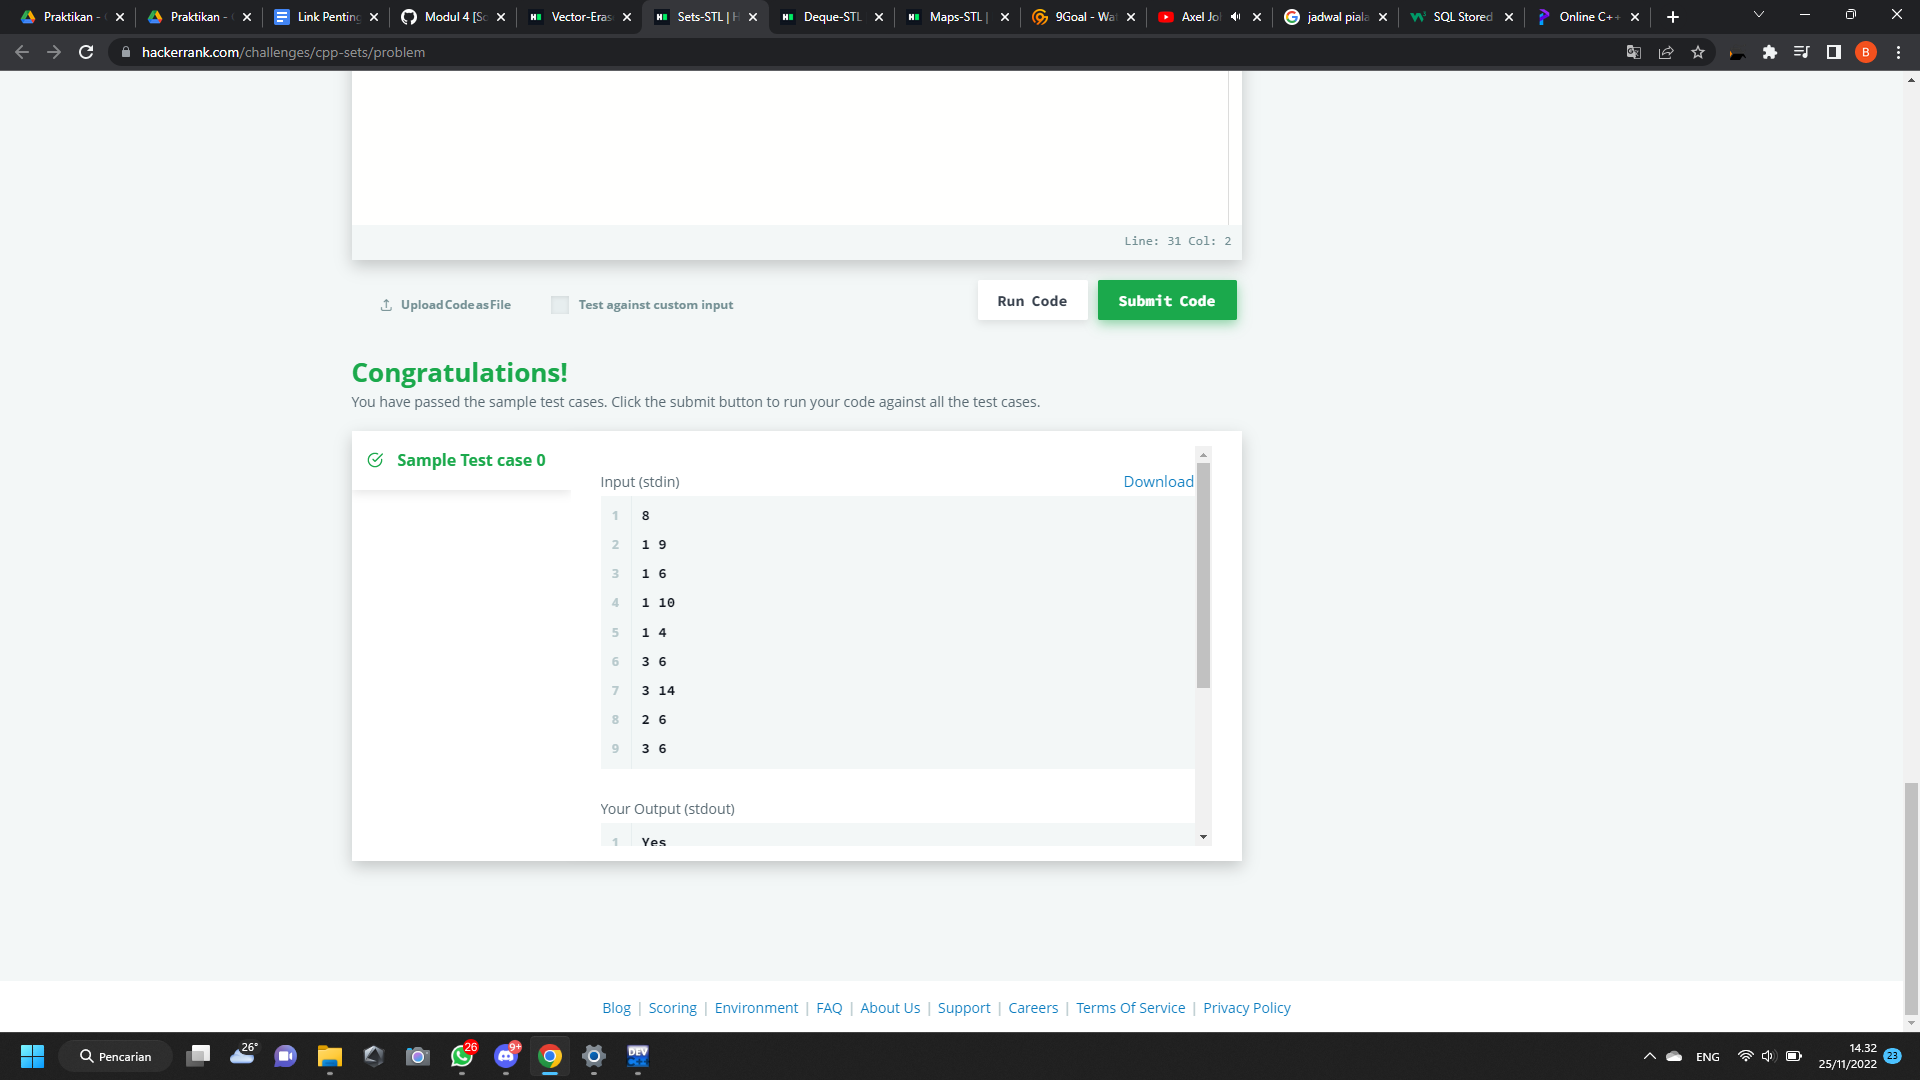 Praktikan -
Praktikan -
Link Penting
Modul 4 [So
Vector-Eras
Sets-STL | H
Deque-STL
Maps-STL |
9Goal - Wat
Axel Jo
jadwal piala
SQL Stored
Online C++
hackerrank.com/challenges/cpp-sets/problem
B
Line: 31 Col: 2
Upload Code as File
Test against custom input
Run Code
Submit Code
Congratulations!
You have passed the sample test cases. Click the submit button to run your code against all the test cases.
Sample Test case 0
Input (stdin)
Download
1 8
2 1 9
3 1 6
4 1 10
5 1 4
6 3 6
7 3 14
8 2 6
9 3 6
Your Output (stdout)
1 Yes
Blog | Scoring | Environment | FAQ | About Us | Support | Careers | Terms Of Service | Privacy Policy
Pencarian
26°
26
9+
DEV
ENG
14.32
25/11/2022
23